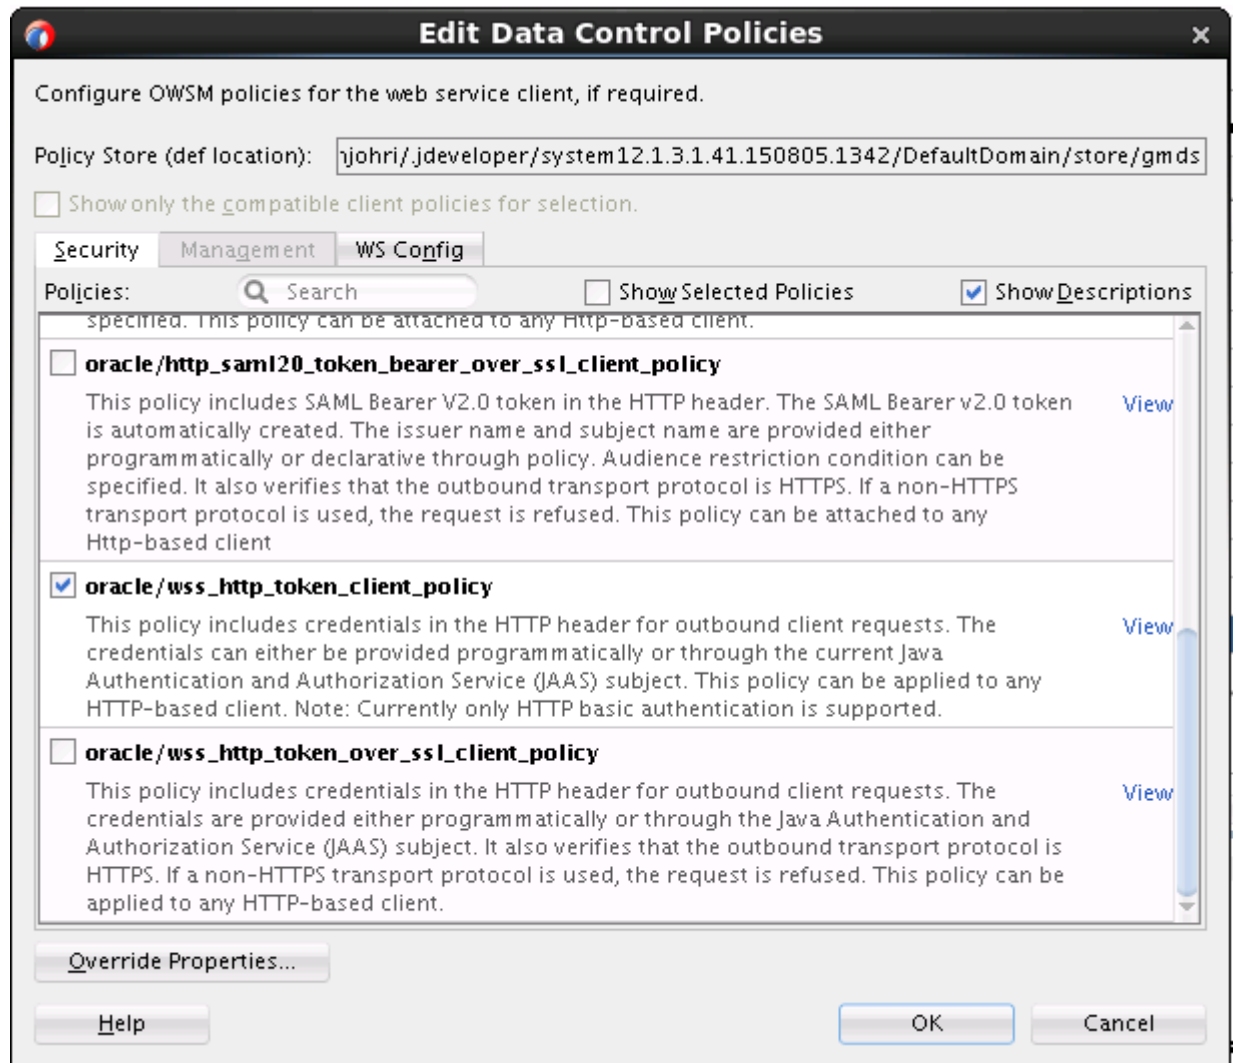 Edit Data Control Policies
Configure OWSM policies for the web service client, if required.
Policy Store (def location): johri/.jdeveloper/system12.1.3.1.41.150805.1342/DefaultDomain/store/gmds
Show only the compatible client policies for selection.
Security Management WS Config
Policies: Search Show Selected Policies Show Descriptions
specified. This policy can be attached to any Http-based client.
oracle/http_saml20_token_bearer_over_ssl_client_policy
This policy includes SAML Bearer V2.0 token in the HTTP header. The SAML Bearer v2.0 token View
is automatically created. The issuer name and subject name are provided either
programmatically or declarative through policy. Audience restriction condition can be
specified. It also verifies that the outbound transport protocol is HTTPS. If a non-HTTPS
transport protocol is used, the request is refused. This policy can be attached to any
Http-based client
oracle/wss_http_token_client_policy
This policy includes credentials in the HTTP header for outbound client requests. The View
credentials can either be provided programmatically or through the current Java
Authentication and Authorization Service (JAAS) subject. This policy can be applied to any
HTTP-based client. Note: Currently only HTTP basic authentication is supported.
oracle/wss_http_token_over_ssl_client_policy
This policy includes credentials in the HTTP header for outbound client requests. The View
credentials are provided either programmatically or through the Java Authentication and
Authorization Service (JAAS) subject. It also verifies that the outbound transport protocol is
HTTPS. If a non-HTTPS transport protocol is used, the request is refused. This policy can be
applied to any HTTP-based client.
Override Properties...
Help OK Cancel